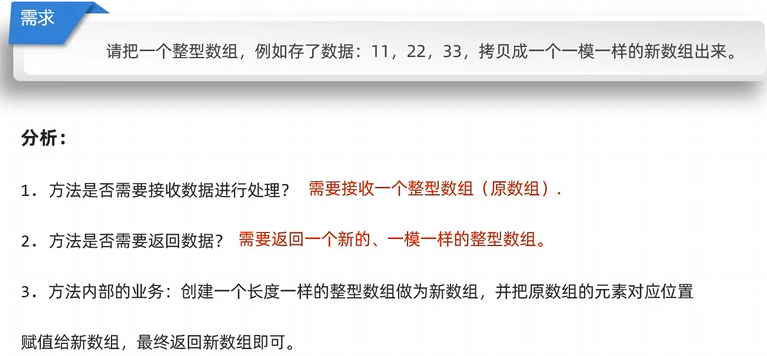 需求
请把一个整型数组，例如存了数据：11，22，33，拷贝成一个一模一样的新数组出来。
分析：
1．方法是否需要接收数据进行处理？ 需要接收一个整型数组（原数组）.
2．方法是否需要返回数据？ 需要返回一个新的、一模一样的整型数组。
3．方法内部的业务：创建一个长度一样的整型数组做为新数组，并把原数组的元素对应位置
赋值给新数组，最终返回新数组即可。